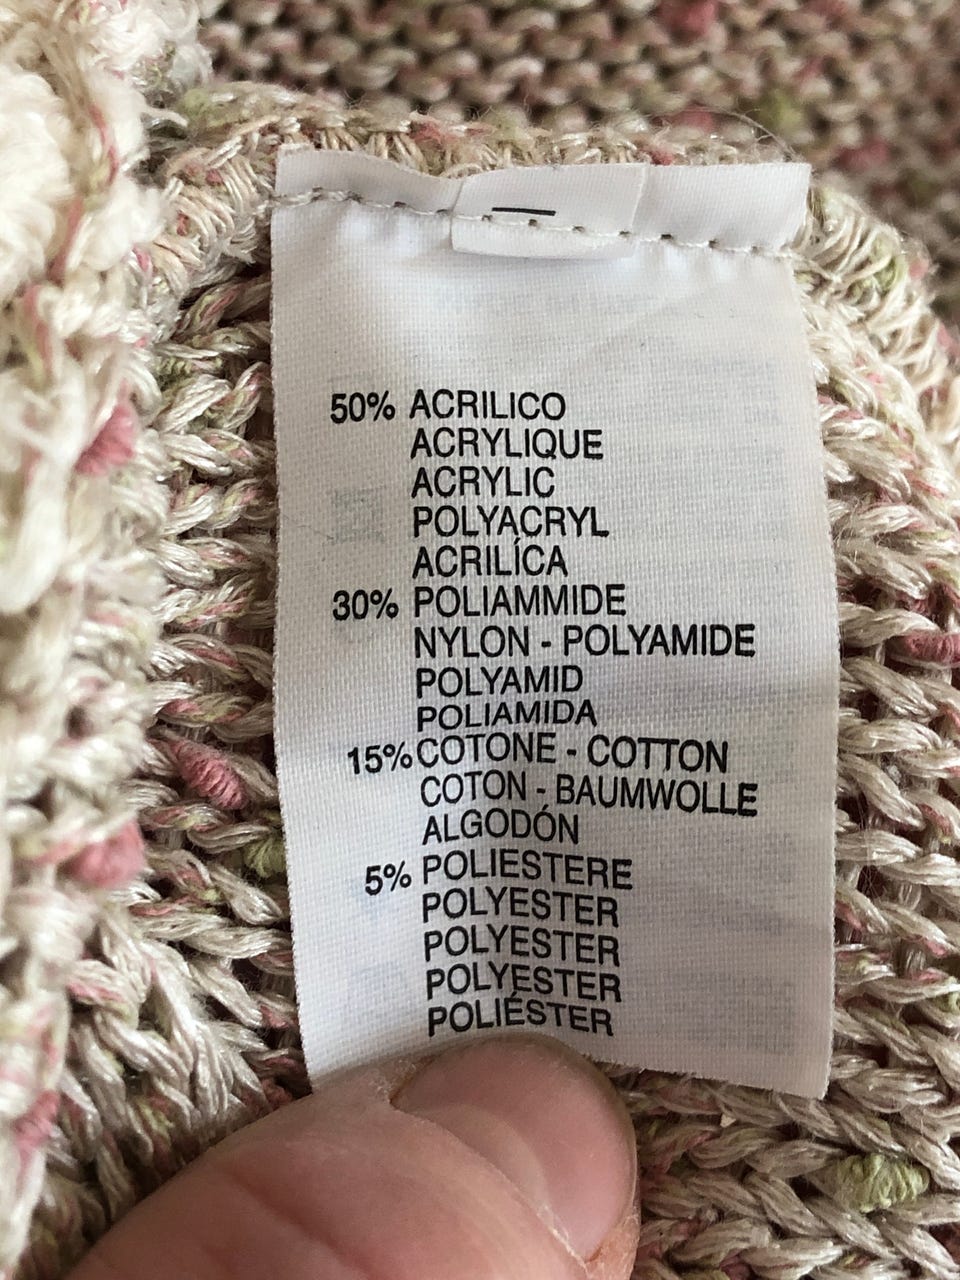 50% ACRILICO
ACRYLIQUE
ACRYLIC
POLYACRYL
ACRILÍCA
30% POLIAMMIDE
NYLON - POLYAMIDE
POLYAMID
POLIAMIDA
15% COTONE - COTTON
COTON - BAUMWOLLE
ALGODÓN
5% POLIESTERE
POLYESTER
POLYESTER
POLYESTER
POLIÉSTER